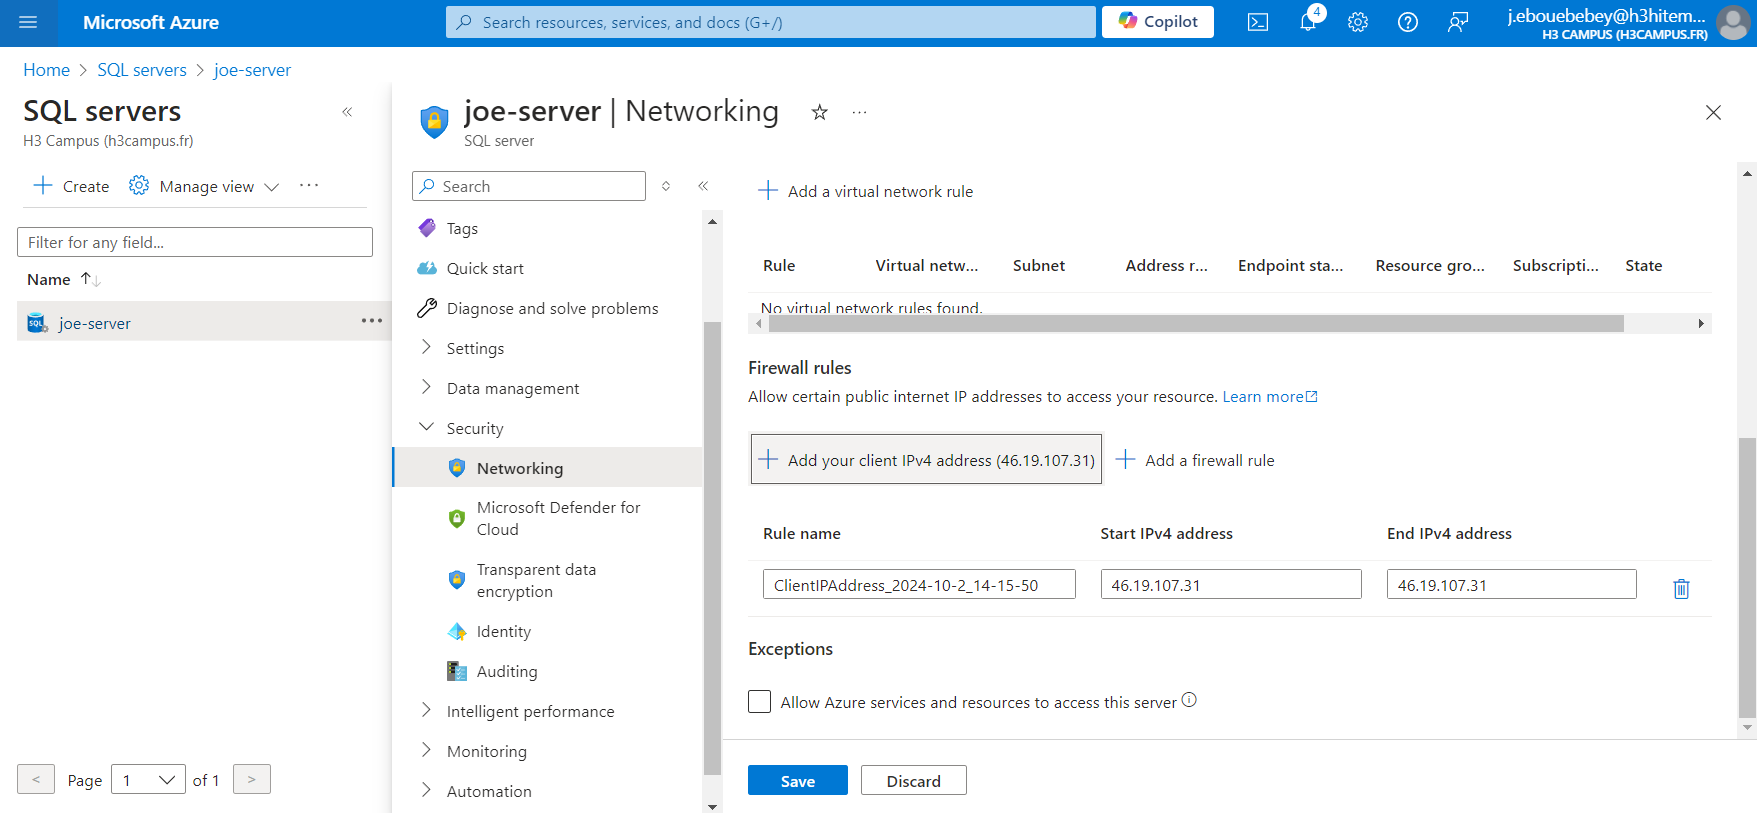 Microsoft Azure
Search resources, services, and docs (G+/)
Copilot
4
j.ebouebebey@h3hitem...
H3 CAMPUS (H3CAMPUS.FR)
Home > SQL servers > joe-server
SQL servers
H3 Campus (h3campus.fr)
Create
Manage view
Filter for any field...
Name
SQL
joe-server
< Page 1 of 1 >
joe-server | Networking
SQL server
Search
Tags
Quick start
Diagnose and solve problems
Settings
Data management
Security
Networking
Microsoft Defender for
Cloud
Transparent data
encryption
Identity
Auditing
Intelligent performance
Monitoring
Automation
Add a virtual network rule
Rule Virtual netw... Subnet Address r... Endpoint sta... Resource gro... Subscripti... State
No virtual network rules found.
Firewall rules
Allow certain public internet IP addresses to access your resource. Learn more
Add your client IPv4 address (46.19.107.31)
Add a firewall rule
Rule name Start IPv4 address End IPv4 address
ClientIPAddress_2024-10-2_14-15-50 46.19.107.31 46.19.107.31
Exceptions
Allow Azure services and resources to access this server
Save
Discard